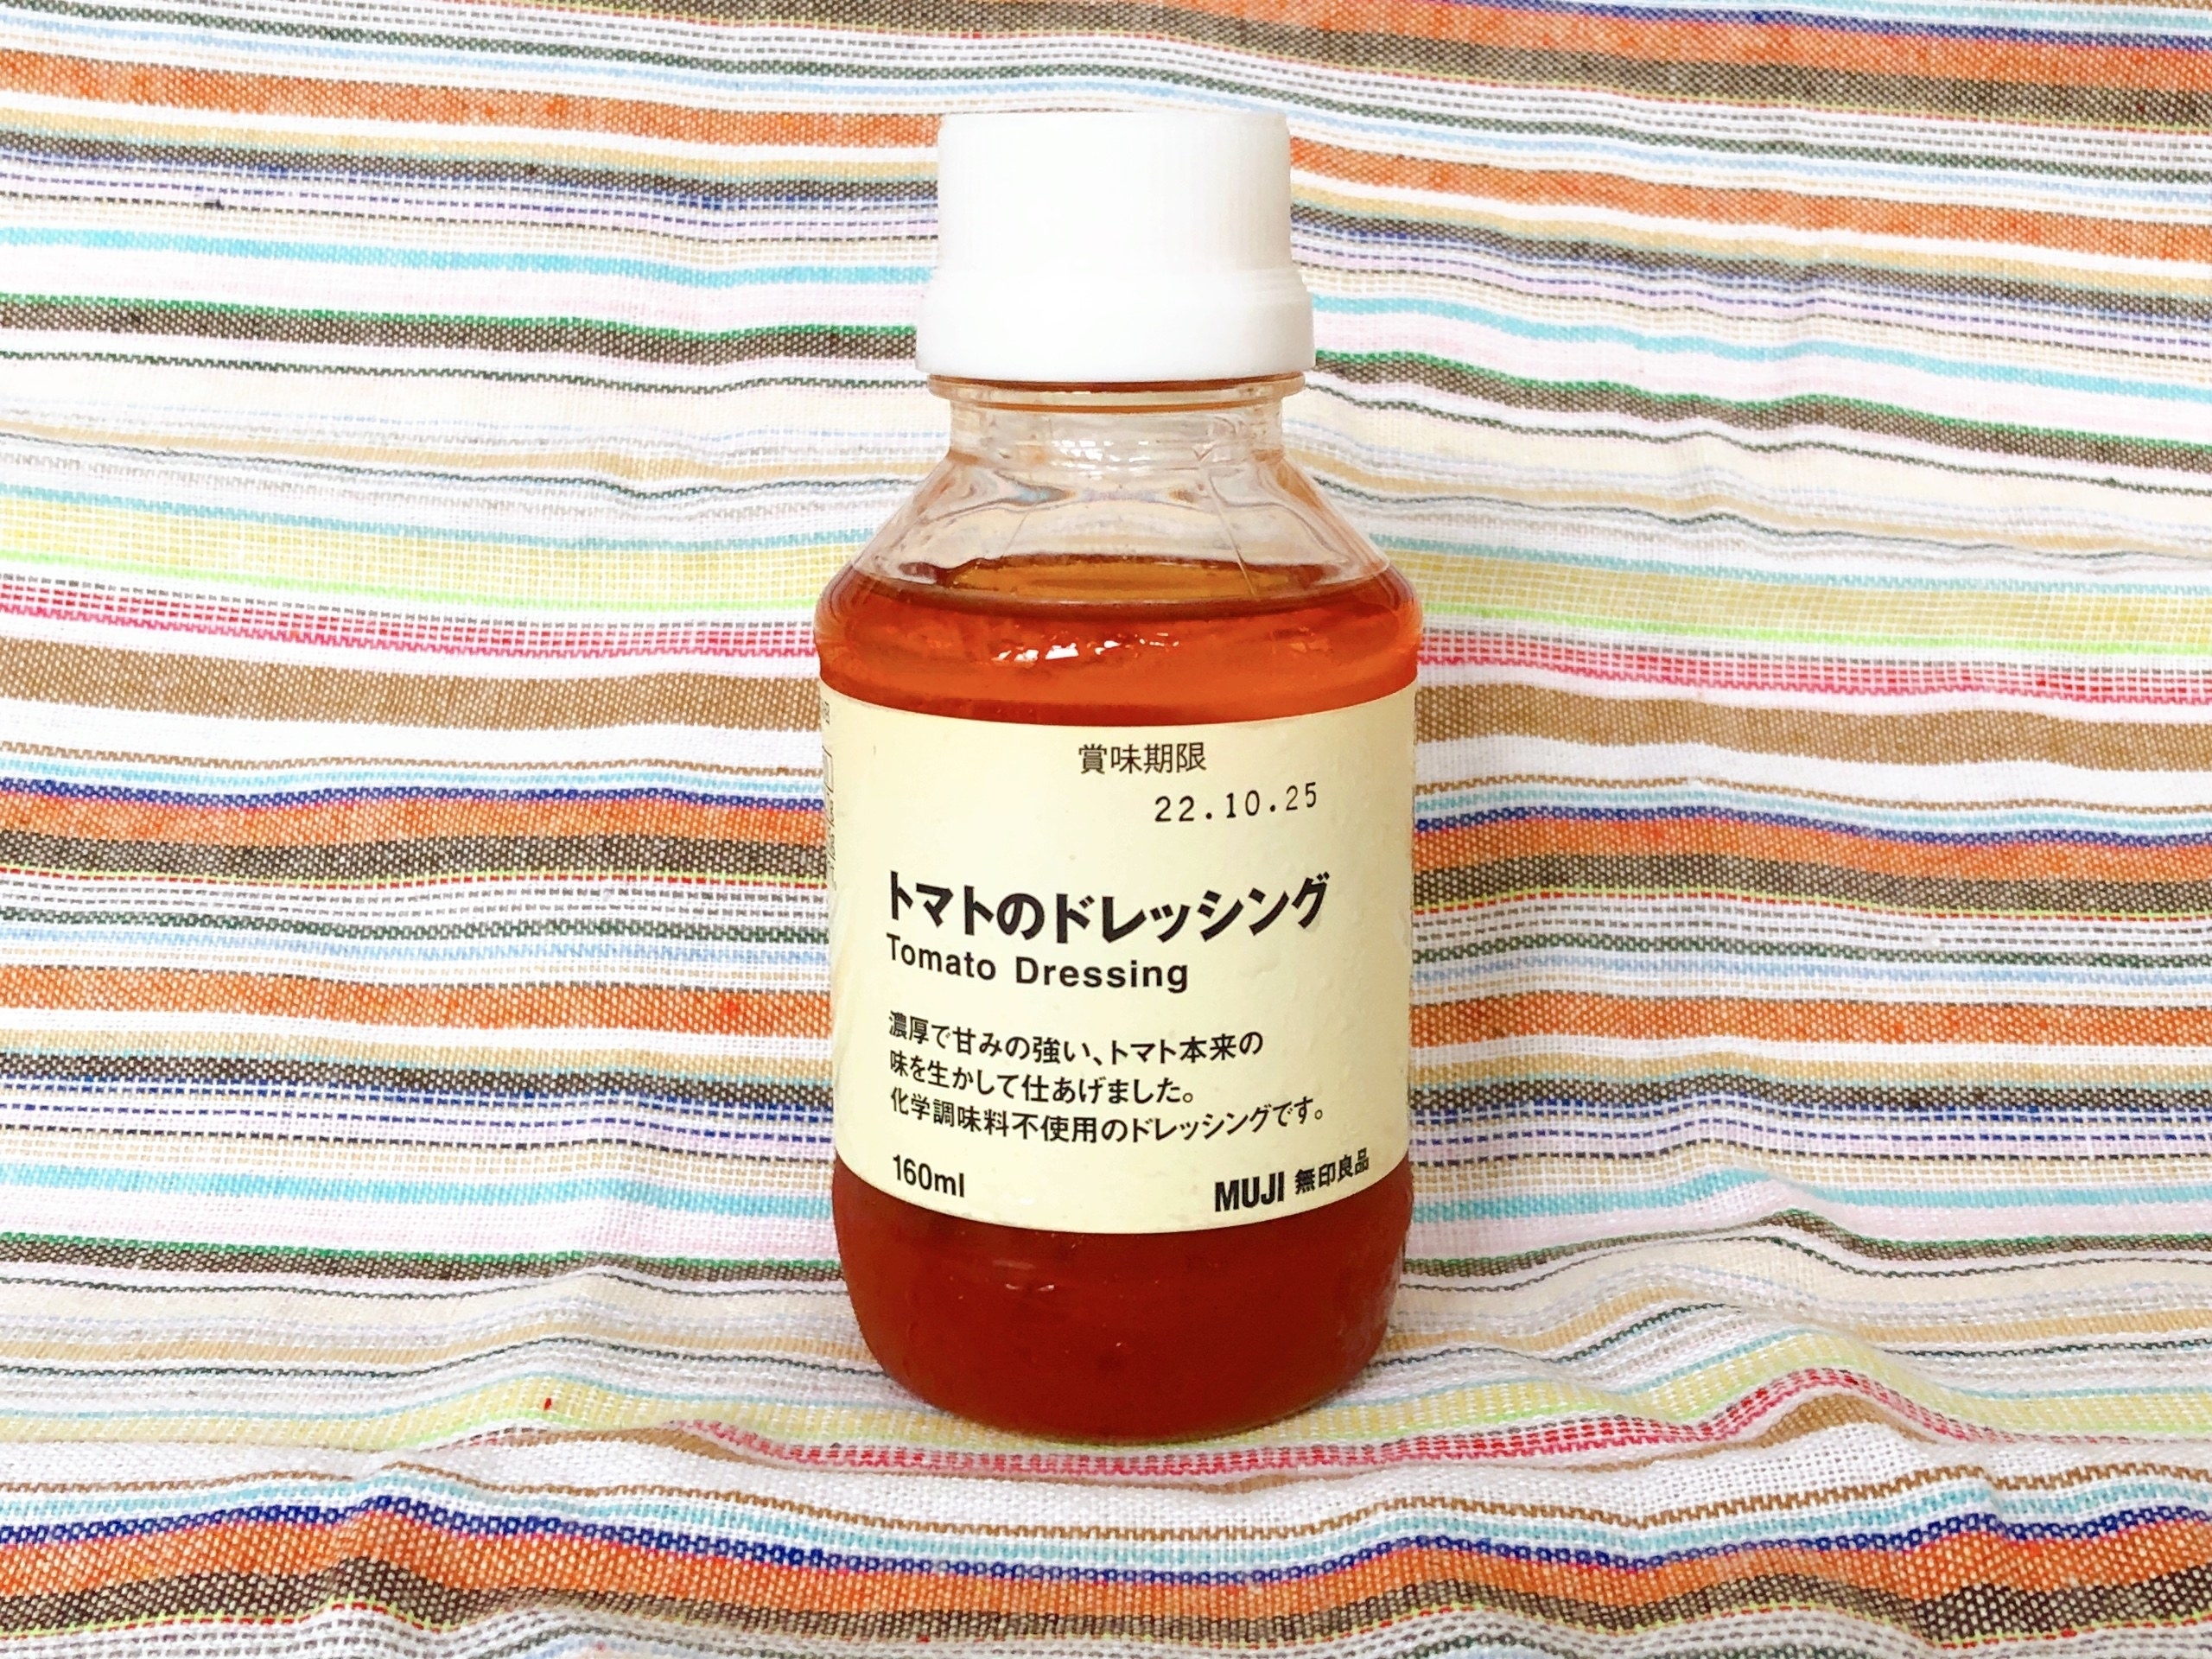 賞味期限
22.10.25
トマトのドレッシング
Tomato Dressing
濃厚で甘みの強い、トマト本来の
味を生かして仕あげました。
化学調味料不使用のドレッシングです。
160ml
MUJI 無印良品